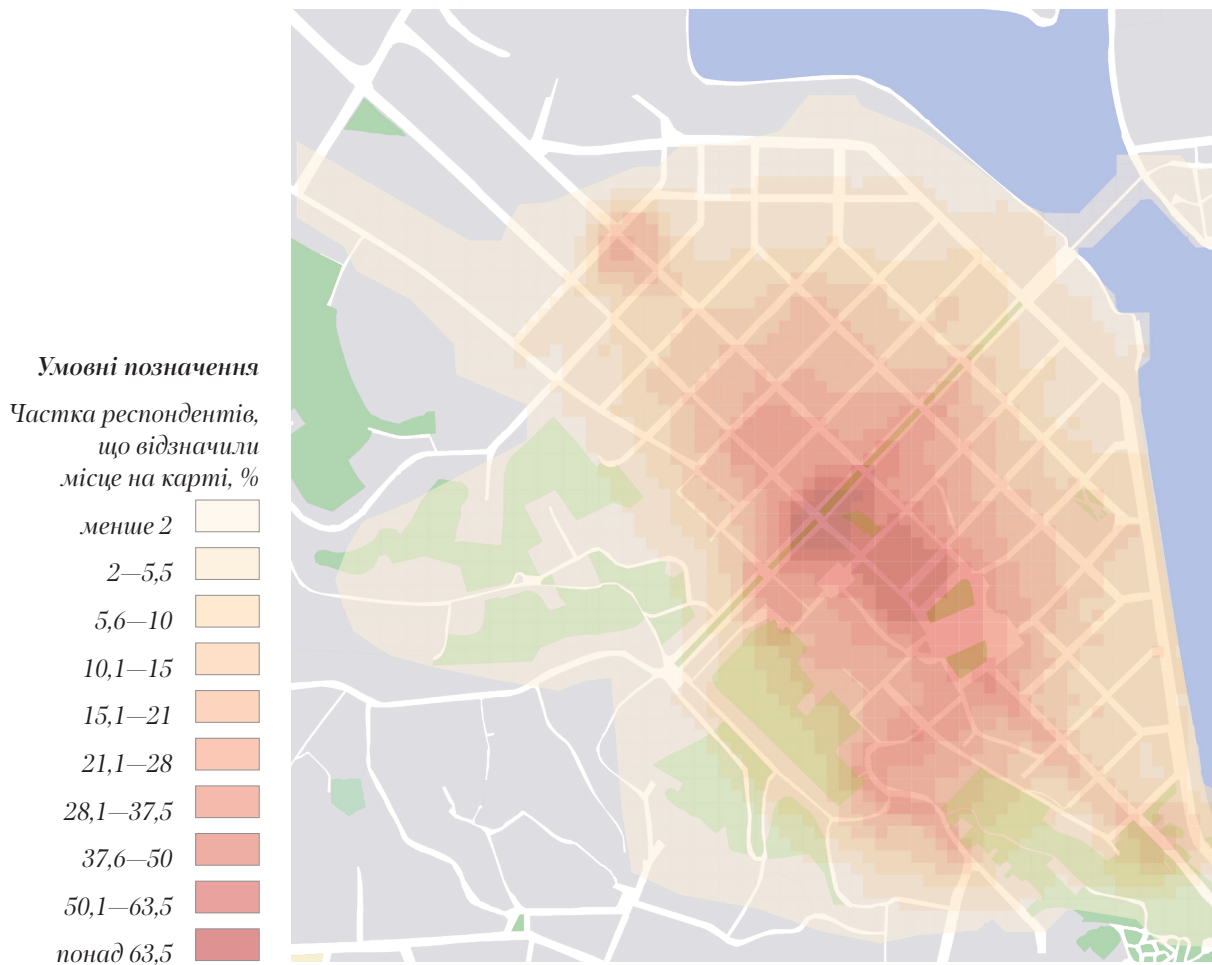 Умовні позначення
Частка респондентів,
що відзначили
місце на карті, %
менше 2
2—5,5
5,6—10
10,1—15
15,1—21
21,1—28
28,1—37,5
37,6—50
50,1—63,5
понад 63,5